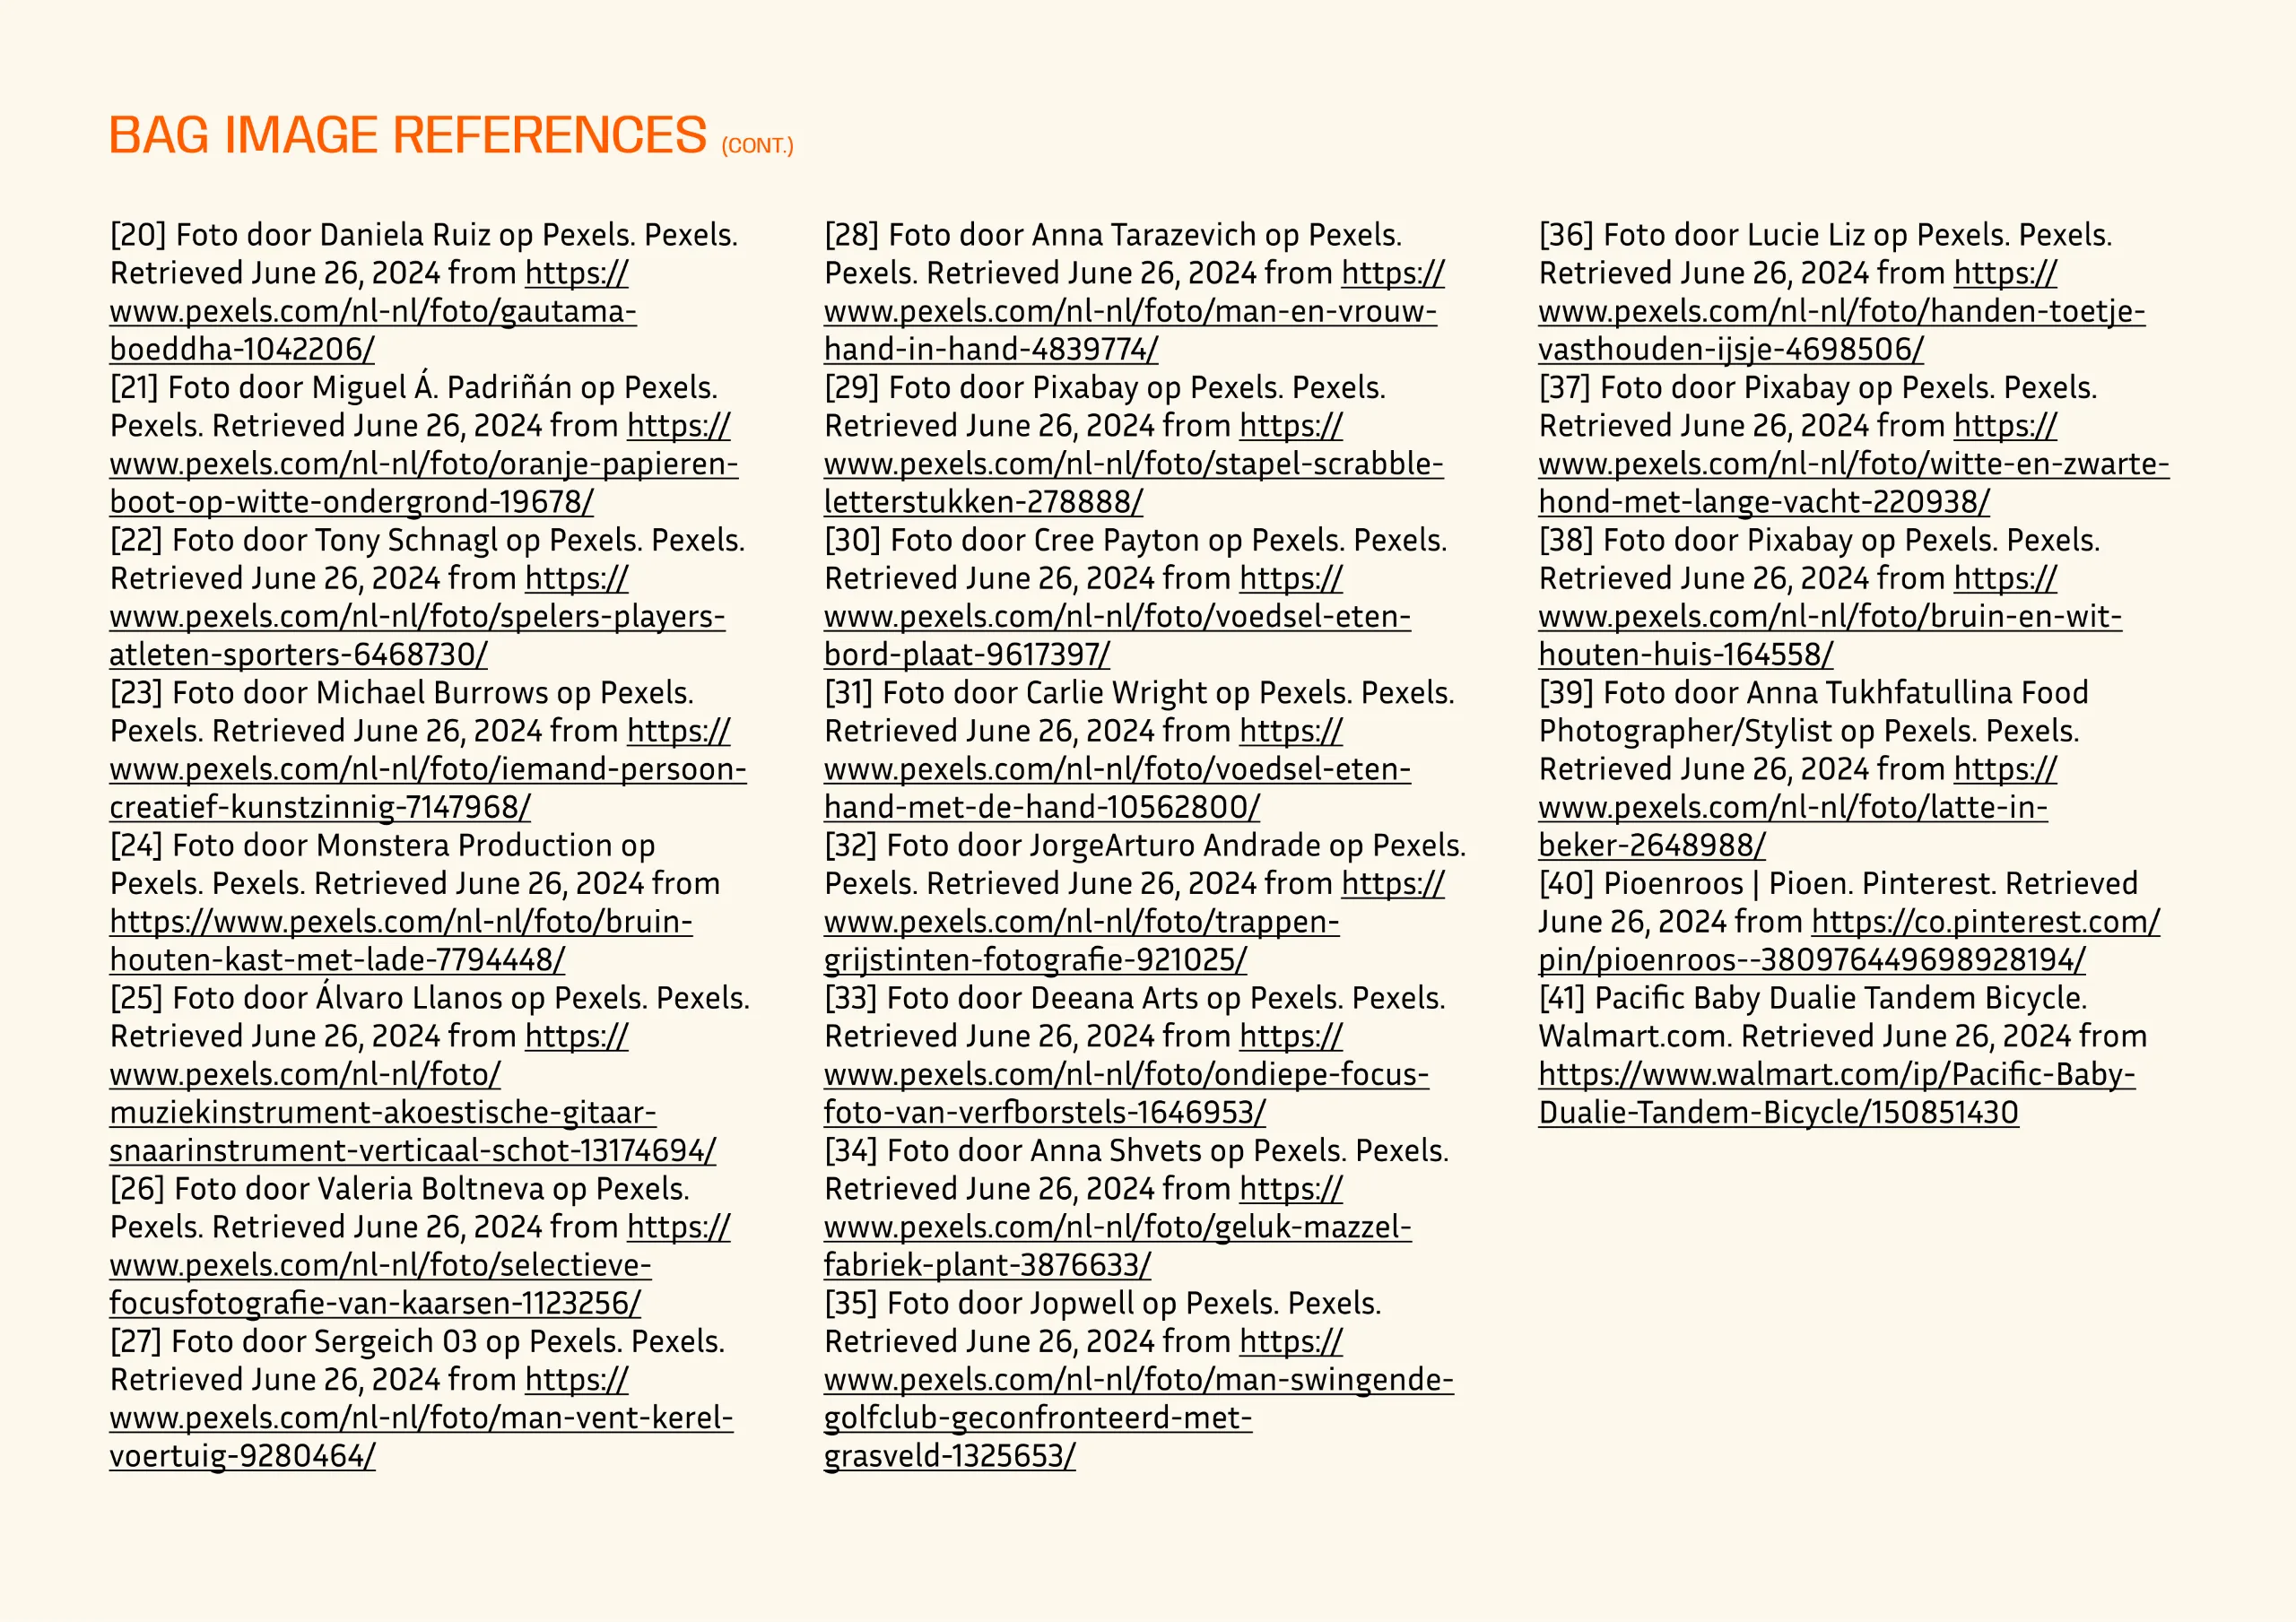 BAG IMAGE REFERENCES (CONT.)
[20] Foto door Daniela Ruiz op Pexels. Pexels.
Retrieved June 26, 2024 from https://
www.pexels.com/nl-nl/foto/gautama-
boeddha-1042206/
[21] Foto door Miguel Á. Padriñán op Pexels.
Pexels. Retrieved June 26, 2024 from https://
www.pexels.com/nl-nl/foto/oranje-papieren-
boot-op-witte-ondergrond-19678/
[22] Foto door Tony Schnagl op Pexels. Pexels.
Retrieved June 26, 2024 from https://
www.pexels.com/nl-nl/foto/spelers-players-
atleten-sporters-6468730/
[23] Foto door Michael Burrows op Pexels.
Pexels. Retrieved June 26, 2024 from https://
www.pexels.com/nl-nl/foto/iemand-persoon-
creatief-kunstzinnig-7147968/
[24] Foto door Monstera Production op
Pexels. Pexels. Retrieved June 26, 2024 from
https://www.pexels.com/nl-nl/foto/bruin-
houten-kast-met-lade-7794448/
[25] Foto door Álvaro Llanos op Pexels. Pexels.
Retrieved June 26, 2024 from https://
www.pexels.com/nl-nl/foto/
muziekinstrument-akoestische-gitaar-
snaarinstrument-verticaal-schot-13174694/
[26] Foto door Valeria Boltneva op Pexels.
Pexels. Retrieved June 26, 2024 from https://
www.pexels.com/nl-nl/foto/selectieve-
focusfotografie-van-kaarsen-1123256/
[27] Foto door Sergeich 03 op Pexels. Pexels.
Retrieved June 26, 2024 from https://
www.pexels.com/nl-nl/foto/man-vent-kerel-
voertuig-9280464/
[28] Foto door Anna Tarazevich op Pexels.
Pexels. Retrieved June 26, 2024 from https://
www.pexels.com/nl-nl/foto/man-en-vrouw-
hand-in-hand-4839774/
[29] Foto door Pixabay op Pexels. Pexels.
Retrieved June 26, 2024 from https://
www.pexels.com/nl-nl/foto/stapel-scrabble-
letterstukken-278888/
[30] Foto door Cree Payton op Pexels. Pexels.
Retrieved June 26, 2024 from https://
www.pexels.com/nl-nl/foto/voedsel-eten-
bord-plaat-9617397/
[31] Foto door Carlie Wright op Pexels. Pexels.
Retrieved June 26, 2024 from https://
www.pexels.com/nl-nl/foto/voedsel-eten-
hand-met-de-hand-10562800/
[32] Foto door JorgeArturo Andrade op Pexels.
Pexels. Retrieved June 26, 2024 from https://
www.pexels.com/nl-nl/foto/trappen-
grijstinten-fotografie-921025/
[33] Foto door Deeana Arts op Pexels. Pexels.
Retrieved June 26, 2024 from https://
www.pexels.com/nl-nl/foto/ondiepe-focus-
foto-van-verfborstels-1646953/
[34] Foto door Anna Shvets op Pexels. Pexels.
Retrieved June 26, 2024 from https://
www.pexels.com/nl-nl/foto/geluk-mazzel-
fabriek-plant-3876633/
[35] Foto door Jopwell op Pexels. Pexels.
Retrieved June 26, 2024 from https://
www.pexels.com/nl-nl/foto/man-swingende-
golfclub-geconfronteerd-met-
grasveld-1325653/
[36] Foto door Lucie Liz op Pexels. Pexels.
Retrieved June 26, 2024 from https://
www.pexels.com/nl-nl/foto/handen-toetje-
vasthouden-ijsje-4698506/
[37] Foto door Pixabay op Pexels. Pexels.
Retrieved June 26, 2024 from https://
www.pexels.com/nl-nl/foto/witte-en-zwarte-
hond-met-lange-vacht-220938/
[38] Foto door Pixabay op Pexels. Pexels.
Retrieved June 26, 2024 from https://
www.pexels.com/nl-nl/foto/bruin-en-wit-
houten-huis-164558/
[39] Foto door Anna Tukhfatullina Food
Photographer/Stylist op Pexels. Pexels.
Retrieved June 26, 2024 from https://
www.pexels.com/nl-nl/foto/latte-in-
beker-2648988/
[40] Pioenroos | Pioen. Pinterest. Retrieved
June 26, 2024 from https://co.pinterest.com/
pin/pioenroos--380976449698928194/
[41] Pacific Baby Dualie Tandem Bicycle.
Walmart.com. Retrieved June 26, 2024 from
https://www.walmart.com/ip/Pacific-Baby-
Dualie-Tandem-Bicycle/150851430